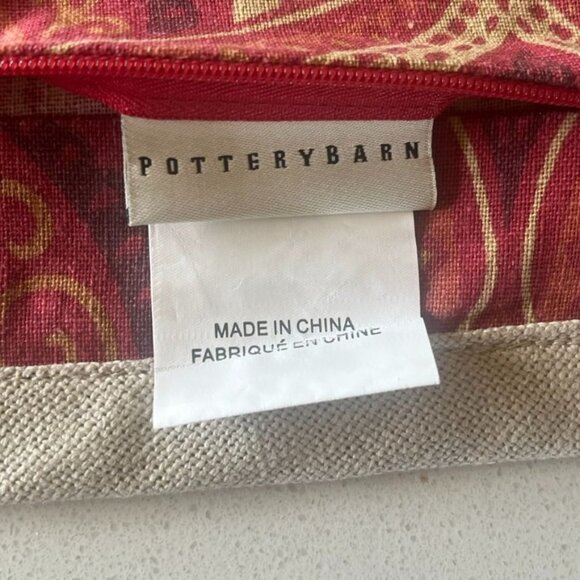 POTTERYBARN
MADE IN CHINA
FABRIQUÉ EN CHINE